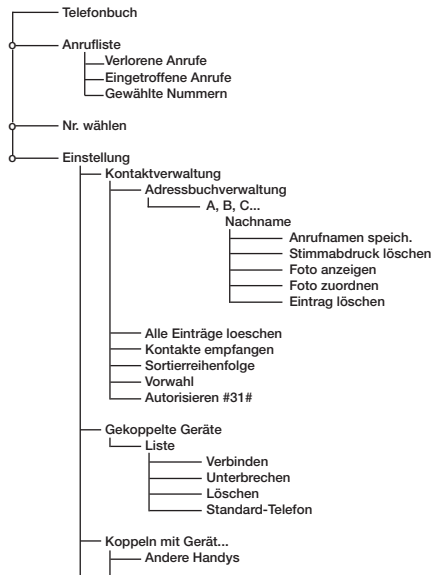 Telefonbuch
Anrufliste
Verlorene Anrufe
Eingetroffene Anrufe
Gewählte Nummern
Nr. wählen
Einstellung
Kontaktverwaltung
Adressbuchverwaltung
A, B, C...
Nachname
Anrufnamen speich.
Stimmabdruck löschen
Foto anzeigen
Foto zuordnen
Eintrag löschen
Alle Einträge loeschen
Kontakte empfangen
Sortierreihenfolge
Vorwahl
Autorisieren #31#
Gekoppelte Geräte
Liste
Verbinden
Unterbrechen
Löschen
Standard-Telefon
Koppeln mit Gerät...
Andere Handys